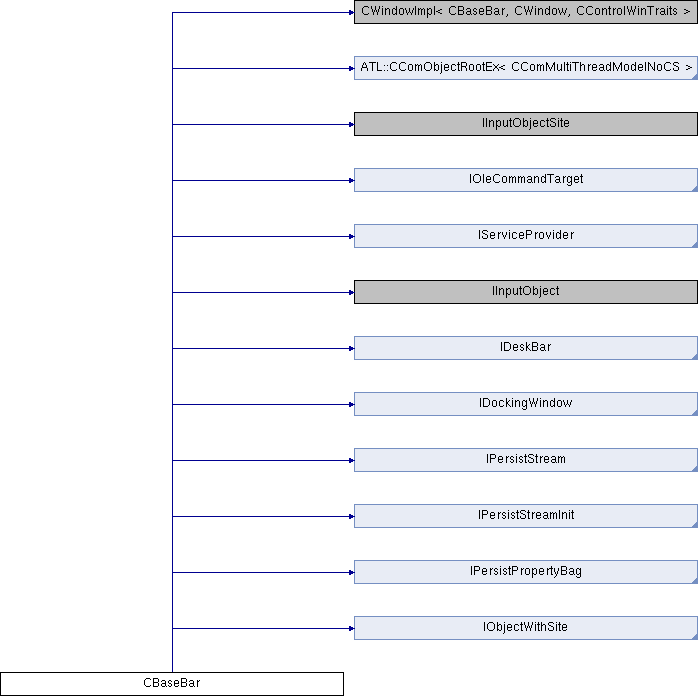 CWindowImpl< CBaseBar, CWindow, CControlWinTraits >
ATL::CComObjectRootEx< CComMultiThreadModelNoCS >
IInputObjectSite
IOleCommandTarget
IServiceProvider
IInputObject
IDeskBar
IDockingWindow
IPersistStream
IPersistStreamInit
IPersistPropertyBag
IObjectWithSite
CBaseBar